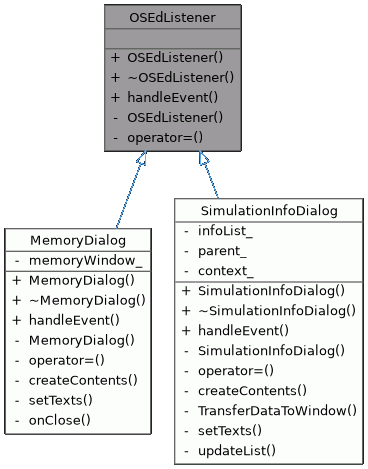 OSEdListener
+ OSEdListener()
+ ~OSEdListener()
+ handleEvent()
- OSEdListener()
- operator=()
MemoryDialog
- memoryWindow_
+ MemoryDialog()
+ ~MemoryDialog()
+ handleEvent()
- MemoryDialog()
- operator=()
- createContents()
- setTexts()
- onClose()
SimulationInfoDialog
- infoList_
- parent_
- context_
+ SimulationInfoDialog()
+ ~SimulationInfoDialog()
+ handleEvent()
- SimulationInfoDialog()
- operator=()
- createContents()
- TransferDataToWindow()
- setTexts()
- updateList()